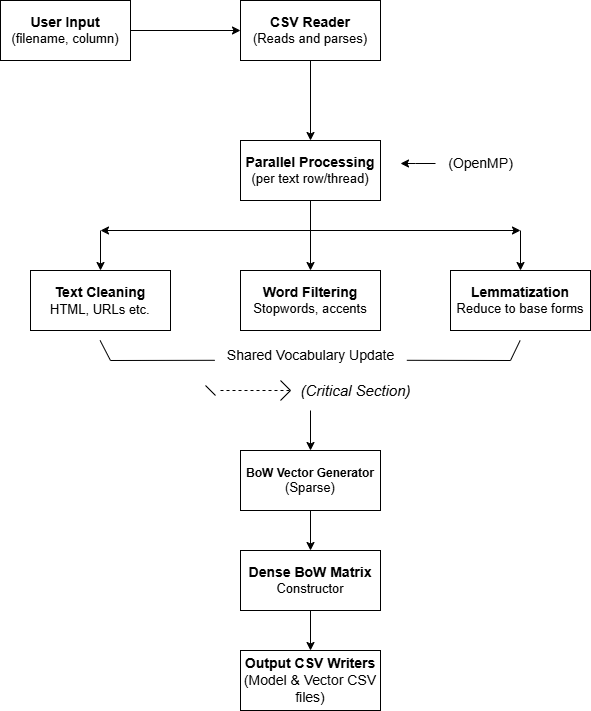 User Input
(filename, column)
CSV Reader
(Reads and parses)
Parallel Processing
(per text row/thread)
(OpenMP)
Text Cleaning
HTML, URLs etc.
Word Filtering
Stopwords, accents
Lemmatization
Reduce to base forms
Shared Vocabulary Update
(Critical Section)
BoW Vector Generator
(Sparse)
Dense BoW Matrix
Constructor
Output CSV Writers
(Model & Vector CSV
files)